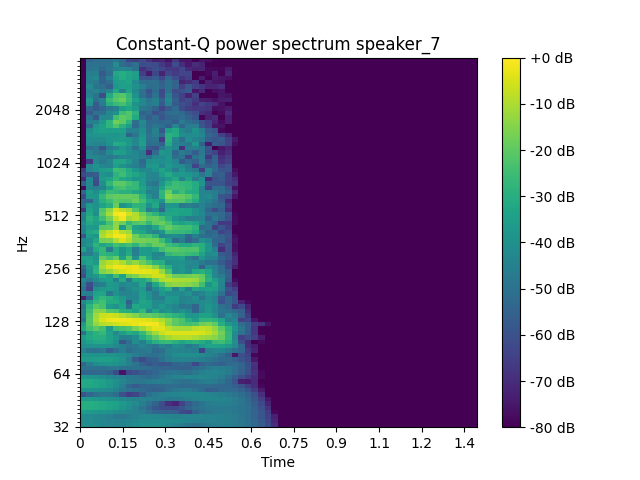 Constant-Q power spectrum speaker_7
Hz
2048
1024
512
256
128
64
32
0 0.15 0.3 0.45 0.6 0.75 0.9 1.1 1.2 1.4
Time
+0 dB
-10 dB
-20 dB
-30 dB
-40 dB
-50 dB
-60 dB
-70 dB
-80 dB